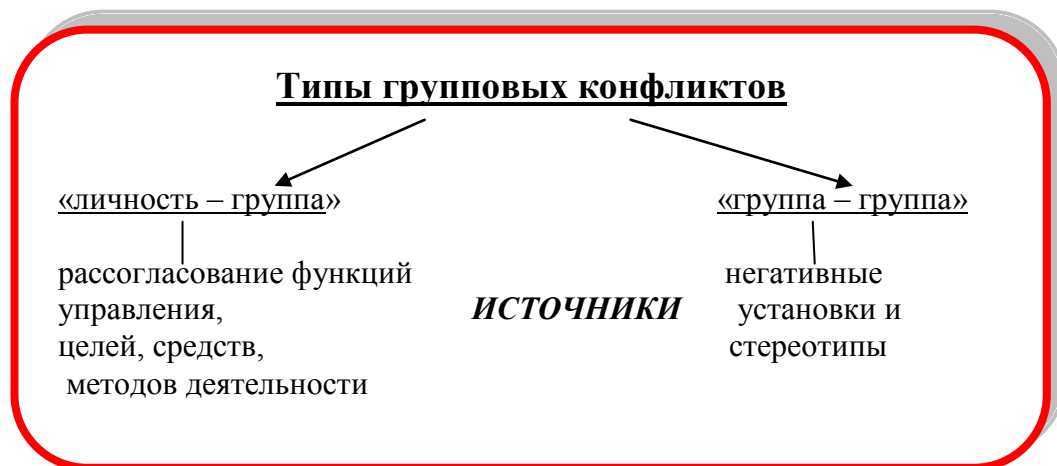 Типы групповых конфликтов
«личность – группа»
«группа – группа»
рассогласование функций
управления,
целей, средств,
методов деятельности
ИСТОЧНИКИ
негативные
установки и
стереотипы